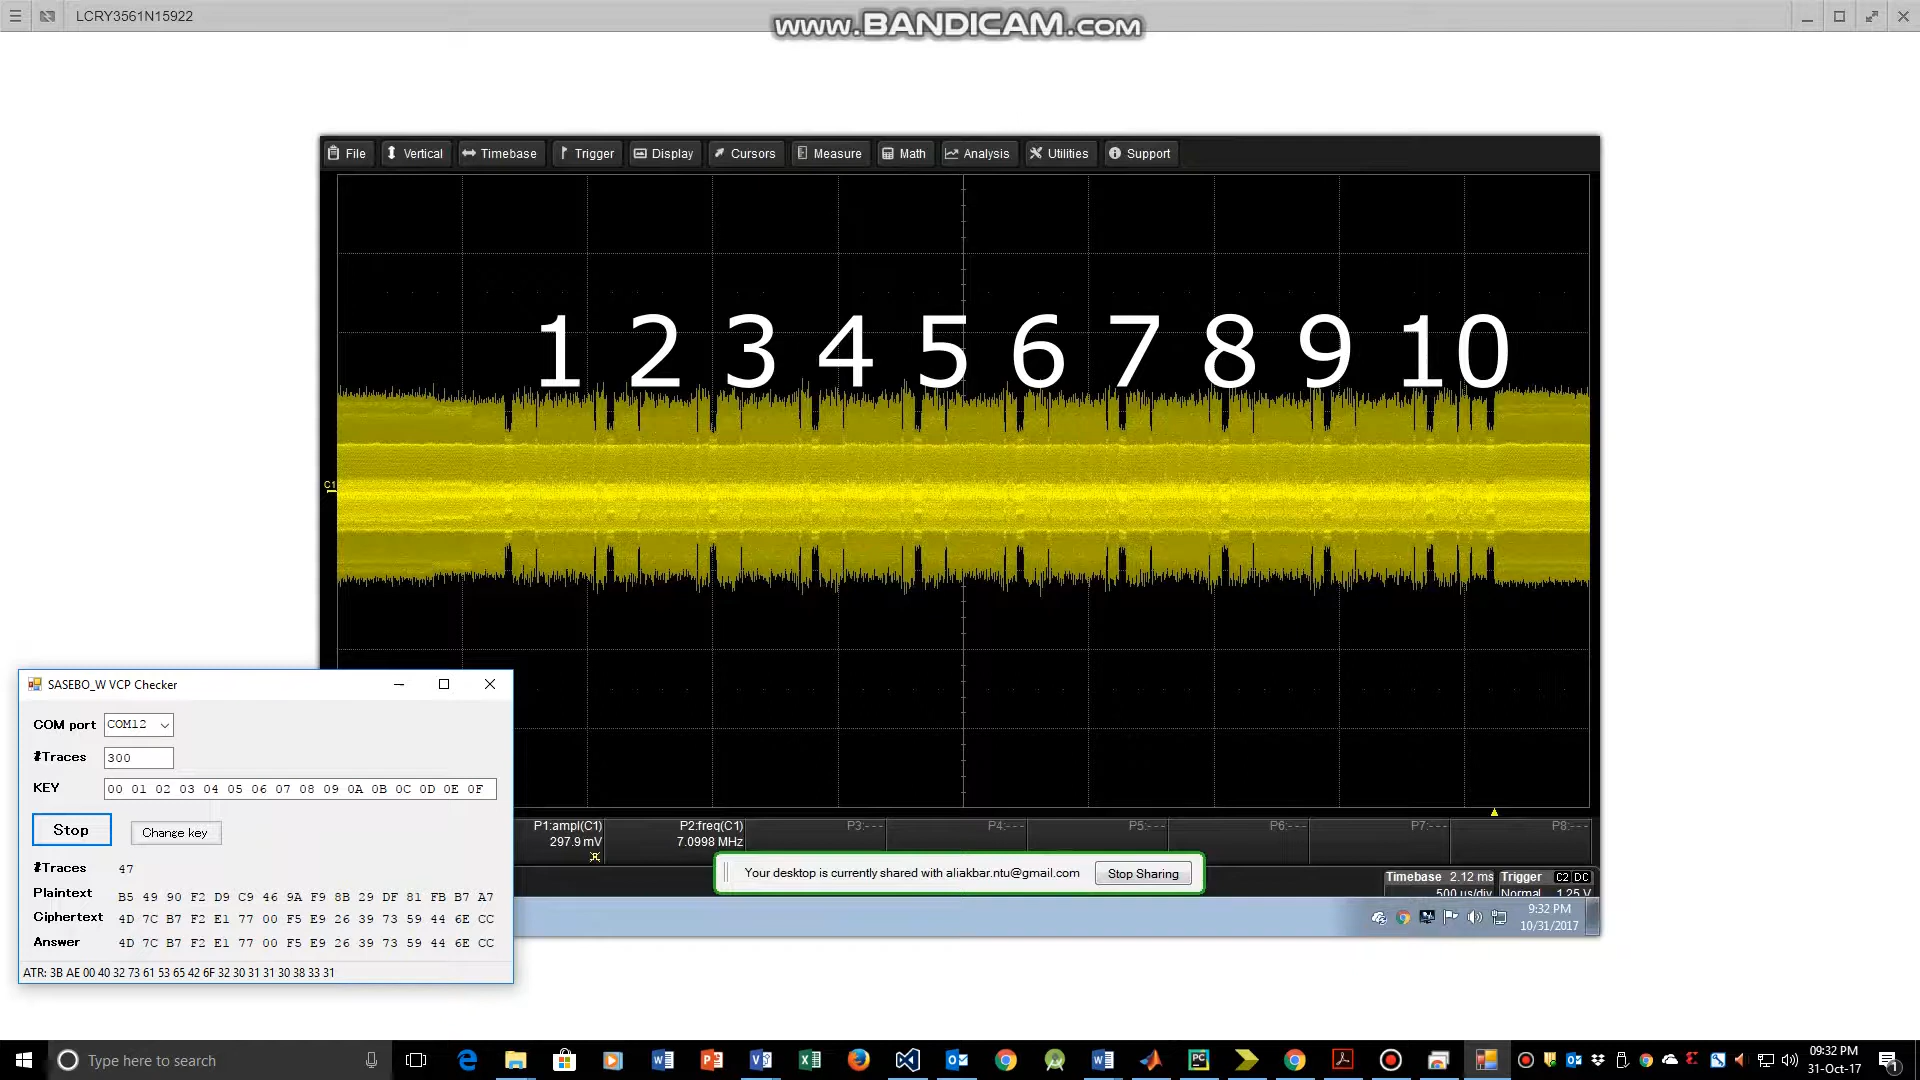 LCRY3561N15922
www.BANDICAM.com
File Vertical Timebase Trigger Display Cursors Measure Math Analysis Utilities Support
1 2 3 4 5 6 7 8 9 10
C1
P1:ampl(C1) P2:freq(C1) P3:--- P4:--- P5:--- P6:--- P7:--- P8:---
297.9 mV 7.0998 MHz
Your desktop is currently shared with aliakbar.ntu@gmail.com Stop Sharing
Timebase 2.12 ms Trigger C2 DC
500 us/div Normal 1.25 V
9:32 PM
10/31/2017
SASEBO_W VCP Checker
COM port COM12
#Traces 300
KEY 00 01 02 03 04 05 06 07 08 09 0A 0B 0C 0D 0E 0F
Stop Change key
#Traces 47
Plaintext B5 49 90 F2 D9 C9 46 9A F9 8B 29 DF 81 FB B7 A7
Ciphertext 4D 7C B7 F2 E1 77 00 F5 E9 26 39 73 59 44 6E CC
Answer 4D 7C B7 F2 E1 77 00 F5 E9 26 39 73 59 44 6E CC
ATR: 3B AE 00 40 32 73 61 53 65 42 6F 32 30 31 31 30 38 33 31
Type here to search
09:32 PM
31-Oct-17
1